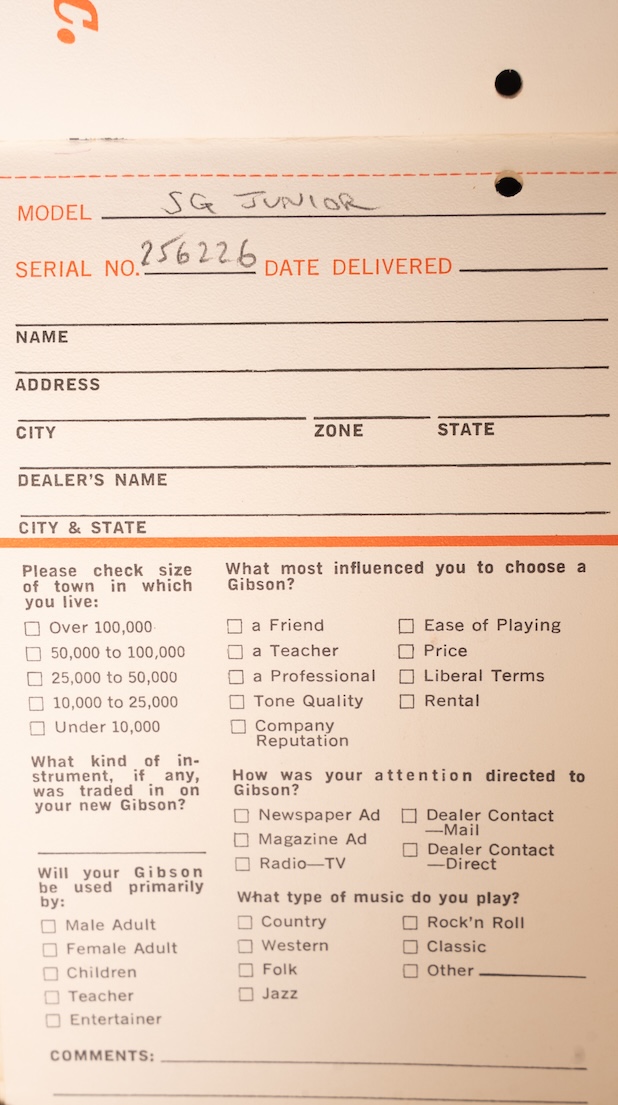 c.
MODEL SG JUNIOR
SERIAL NO. 256226 DATE DELIVERED
NAME
ADDRESS
CITY ZONE STATE
DEALER'S NAME
CITY & STATE
Please check size
of town in which
you live:
☐ Over 100,000
☐ 50,000 to 100,000
☐ 25,000 to 50,000
☐ 10,000 to 25,000
☐ Under 10,000
What kind of in-
strument, if any,
was traded in on
your new Gibson?
Will your Gibson
be used primarily
by:
☐ Male Adult
☐ Female Adult
☐ Children
☐ Teacher
☐ Entertainer
What most influenced you to choose a
Gibson?
☐ a Friend
☐ a Teacher
☐ a Professional
☐ Tone Quality
☐ Company
Reputation
☐ Ease of Playing
☐ Price
☐ Liberal Terms
☐ Rental
How was your attention directed to
Gibson?
☐ Newspaper Ad
☐ Magazine Ad
☐ Radio—TV
☐ Dealer Contact
—Mail
☐ Dealer Contact
—Direct
What type of music do you play?
☐ Country
☐ Western
☐ Folk
☐ Jazz
☐ Rock'n Roll
☐ Classic
☐ Other
COMMENTS: